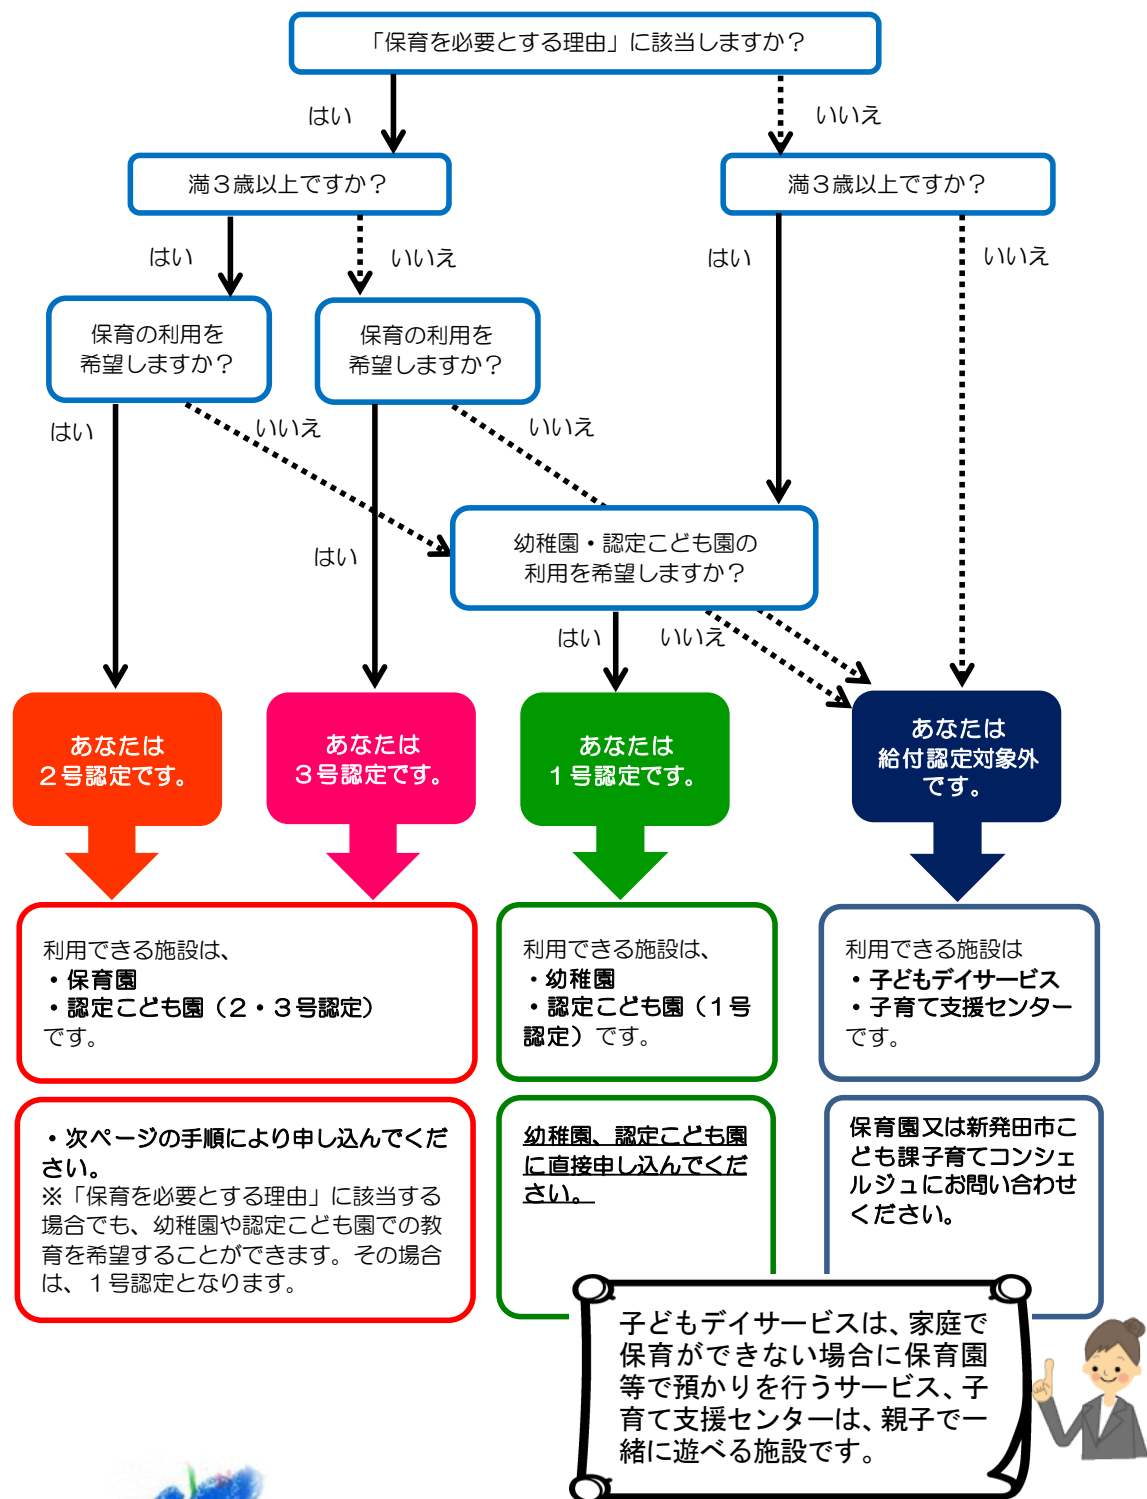 「保育を必要とする理由」に該当しますか？
はい
いいえ
満３歳以上ですか？
満３歳以上ですか？
はい
いいえ
はい
いいえ
保育の利用を
希望しますか？
保育の利用を
希望しますか？
はい
いいえ
いいえ
はい
幼稚園・認定こども園の
利用を希望しますか？
はい
いいえ
あなたは
２号認定です。
あなたは
３号認定です。
あなたは
１号認定です。
あなたは
給付認定対象外
です。
利用できる施設は、
・保育園
・認定こども園（２・３号認定）
です。
利用できる施設は、
・幼稚園
・認定こども園（１号
認定）です。
利用できる施設は
・子どもデイサービス
・子育て支援センター
です。
・次ページの手順により申し込んでくだ
さい。
※「保育を必要とする理由」に該当する
場合でも、幼稚園や認定こども園での教
育を希望することができます。その場合
は、１号認定となります。
幼稚園、認定こども園
に直接申し込んでくだ
さい。
保育園又は新発田市こ
ども課子育てコンシェ
ルジュにお問い合わせ
ください。
子どもデイサービスは、家庭で
保育ができない場合に保育園
等で預かりを行うサービス、子
育て支援センターは、親子で一
緒に遊べる施設です。